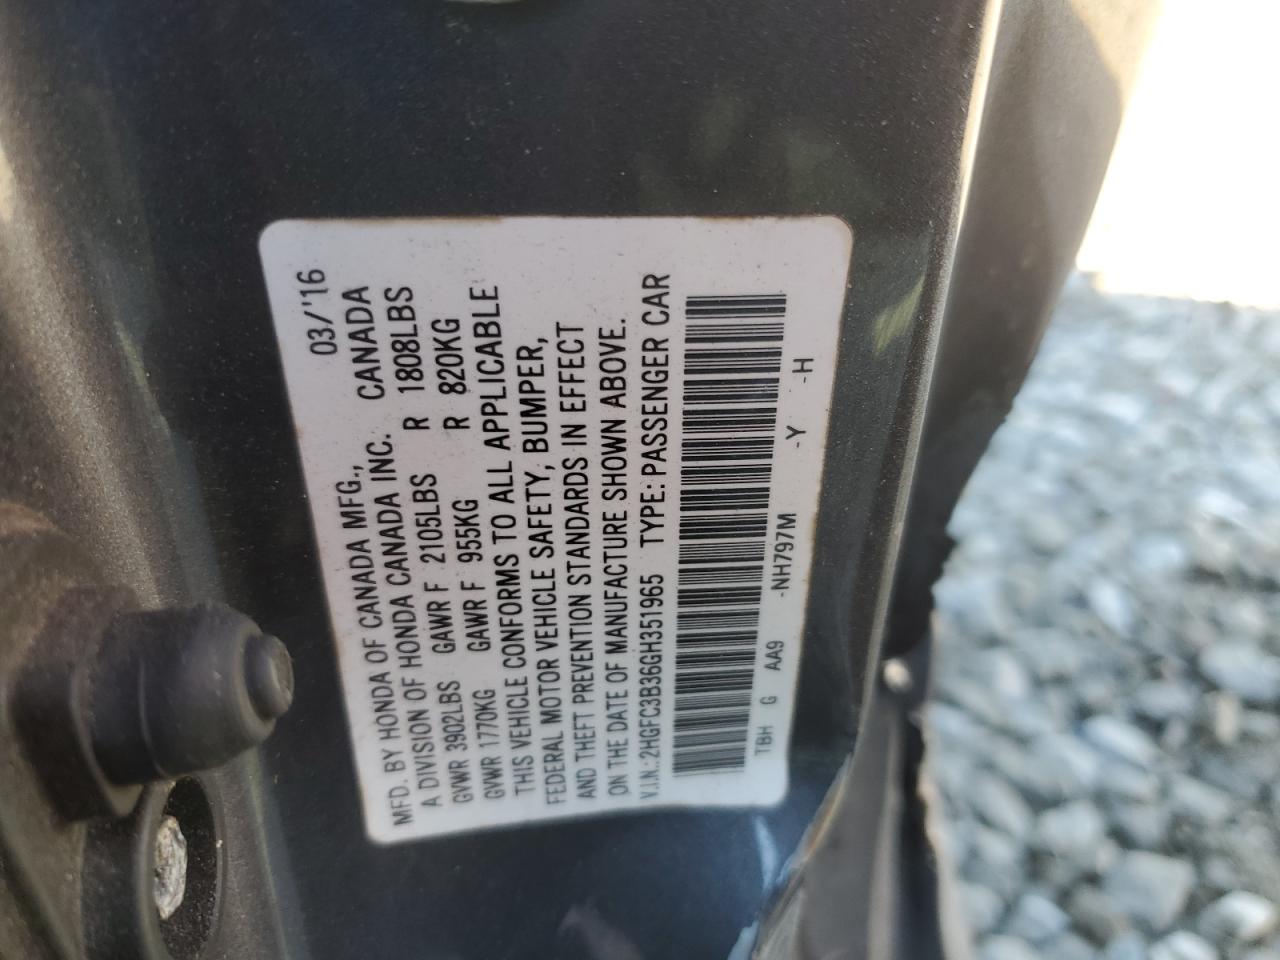 03/'16
MFD. BY HONDA OF CANADA MFG.,
A DIVISION OF HONDA CANADA INC. CANADA
GVWR 3902LBS GAWR F 2105LBS R 1808LBS
GVWR 1770KG GAWR F 955KG R 820KG
THIS VEHICLE CONFORMS TO ALL APPLICABLE
FEDERAL MOTOR VEHICLE SAFETY, BUMPER,
AND THEFT PREVENTION STANDARDS IN EFFECT
ON THE DATE OF MANUFACTURE SHOWN ABOVE.
V.I.N.: 2HGFC3B36GH351965 TYPE: PASSENGER CAR
TBH G AA9 -NH797M -Y -H